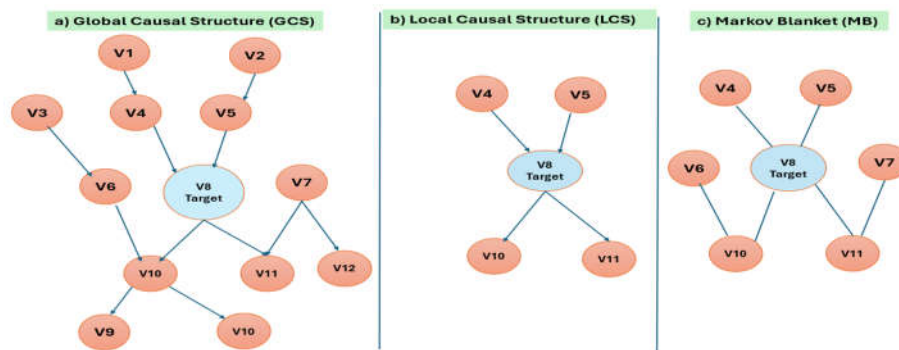 a) Global Causal Structure (GCS)
V1
V2
V3
V4
V5
V6
V8
Target
V7
V10
V11
V12
V9
V10
b) Local Causal Structure (LCS)
V4
V5
V8
Target
V10
V11
c) Markov Blanket (MB)
V4
V5
V6
V8
Target
V7
V10
V11